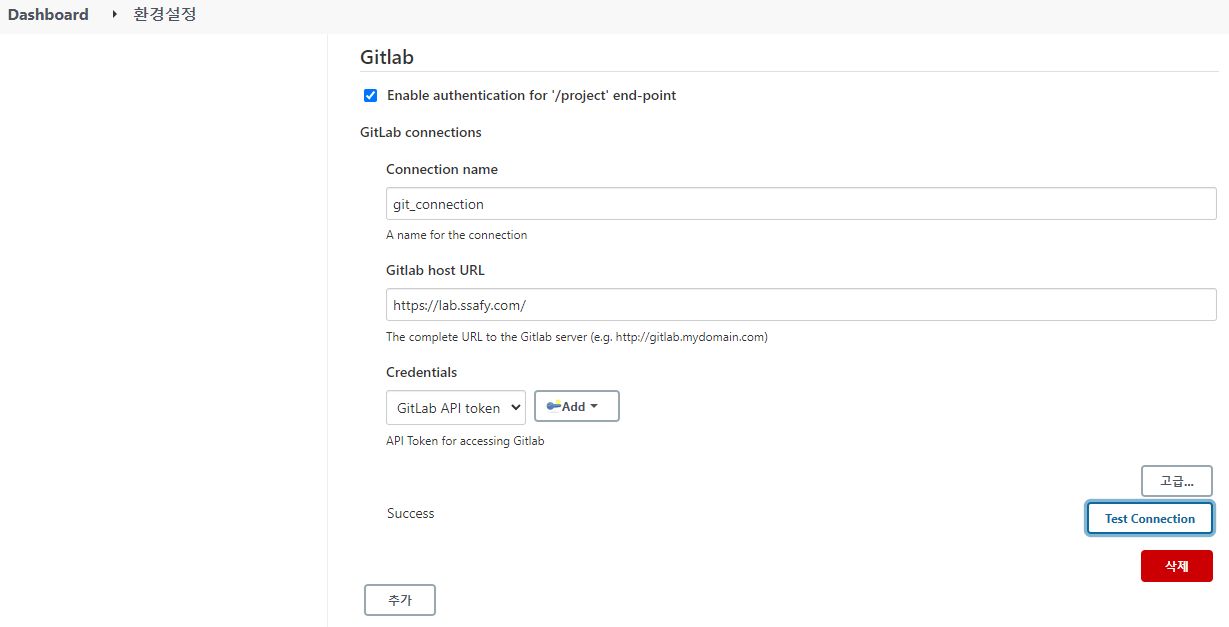 Dashboard 환경설정
Gitlab
Enable authentication for '/project' end-point
GitLab connections
Connection name
git_connection
A name for the connection
Gitlab host URL
https://lab.ssafy.com/
The complete URL to the Gitlab server (e.g. http://gitlab.mydomain.com)
Credentials
GitLab API token Add
API Token for accessing Gitlab
고급...
Success Test Connection
삭제
추가